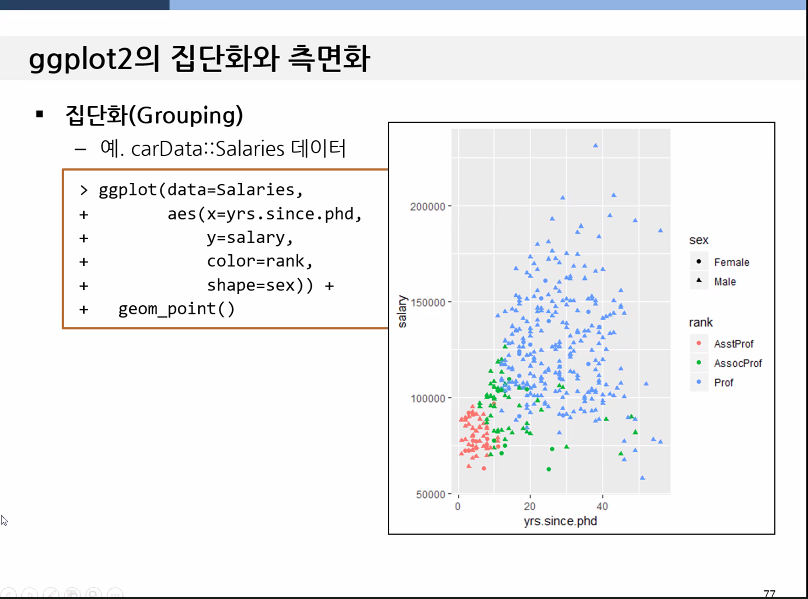 ggplot2의 집단화와 측면화
▪ 집단화(Grouping)
– 예. carData::Salaries 데이터
> ggplot(data=Salaries,
+ aes(x=yrs.since.phd,
+ y=salary,
+ color=rank,
+ shape=sex)) +
+ geom_point()
salary
200000
150000
100000
50000
0 20 40
yrs.since.phd
sex
Female
Male
rank
AsstProf
AssocProf
Prof
77